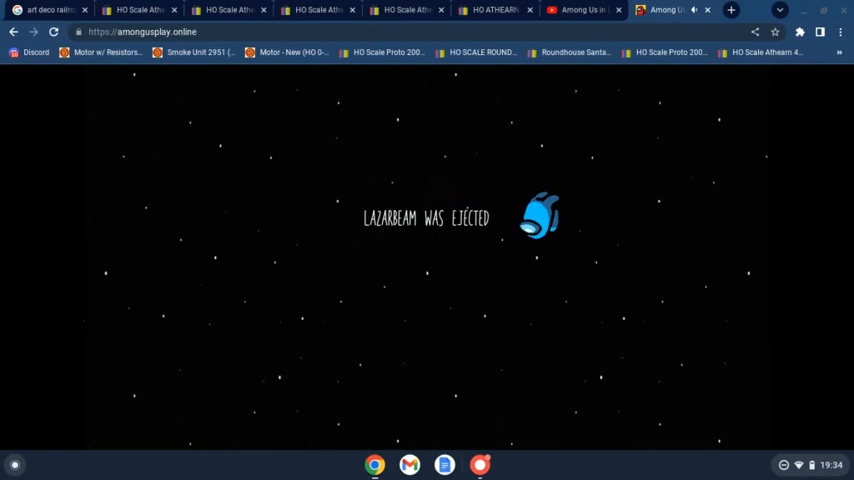 art deco railro
HO Scale Athe
HO Scale Athe
HO Scale Athe
HO Scale Athe
HO ATHEARN
Among Us in
Among Us
https://amongusplay.online
Discord
Motor w/ Resistors...
Smoke Unit 2951 (...
Motor - New (HO 0-...
HO Scale Proto 200...
HO SCALE ROUND...
Roundhouse Santa...
HO Scale Proto 200...
HO Scale Athearn 4...
LAZARBEAM WAS EJECTED
19:34